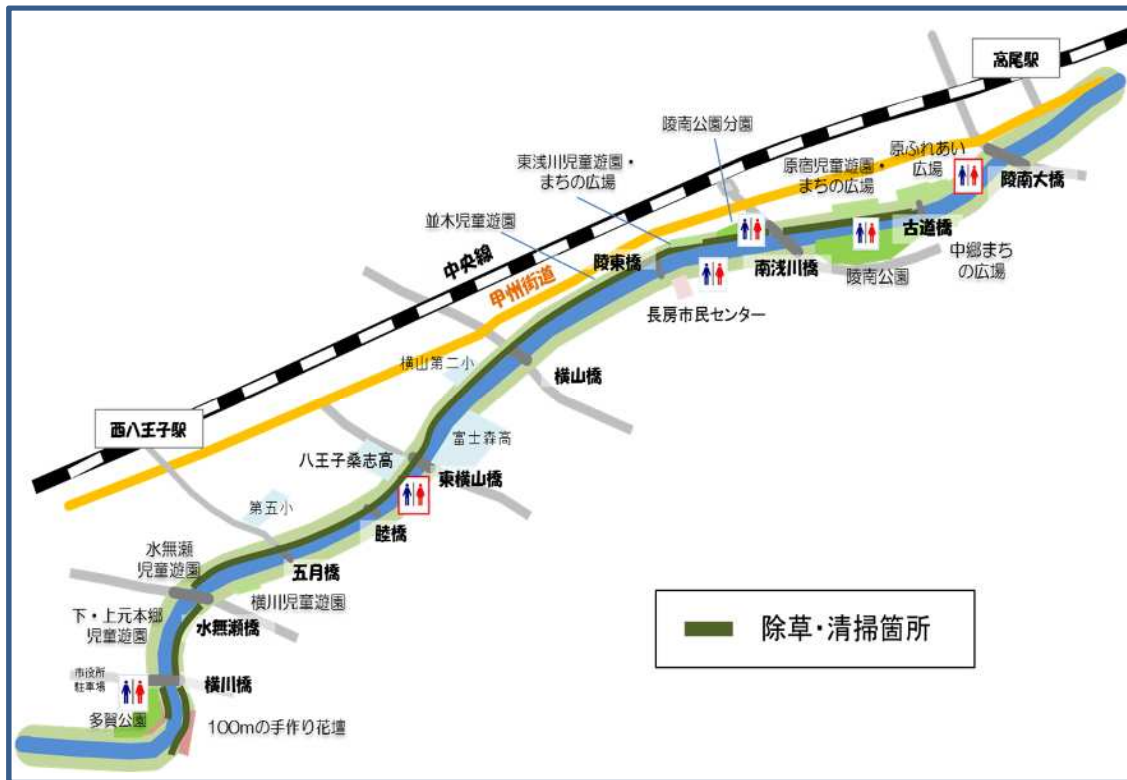 高尾駅
陵南公園分園
東浅川児童遊園・
まちの広場
原宿児童遊園・
まちの広場
原ふれあい
広場
陵南大橋
並木児童遊園
中央線
甲州街道
陵東橋
南浅川橋
古道橋
陵南公園
中郷まち
の広場
長房市民センター
横山第二小
横山橋
西八王子駅
富士森高
八王子桑志高
東横山橋
第五小
睦橋
水無瀬
児童遊園
五月橋
横川児童遊園
下・上元本郷
児童遊園
水無瀬橋
除草・清掃箇所
市役所
駐車場
横川橋
多賀公園
100mの手作り花壇